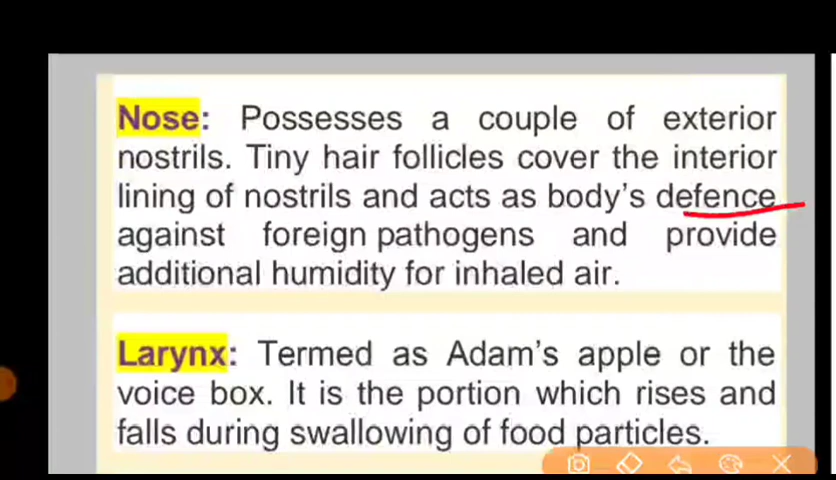 Nose: Possesses a couple of exterior
nostrils. Tiny hair follicles cover the interior
lining of nostrils and acts as body's defence
against foreign pathogens and provide
additional humidity for inhaled air.
Larynx: Termed as Adam's apple or the
voice box. It is the portion which rises and
falls during swallowing of food particles.